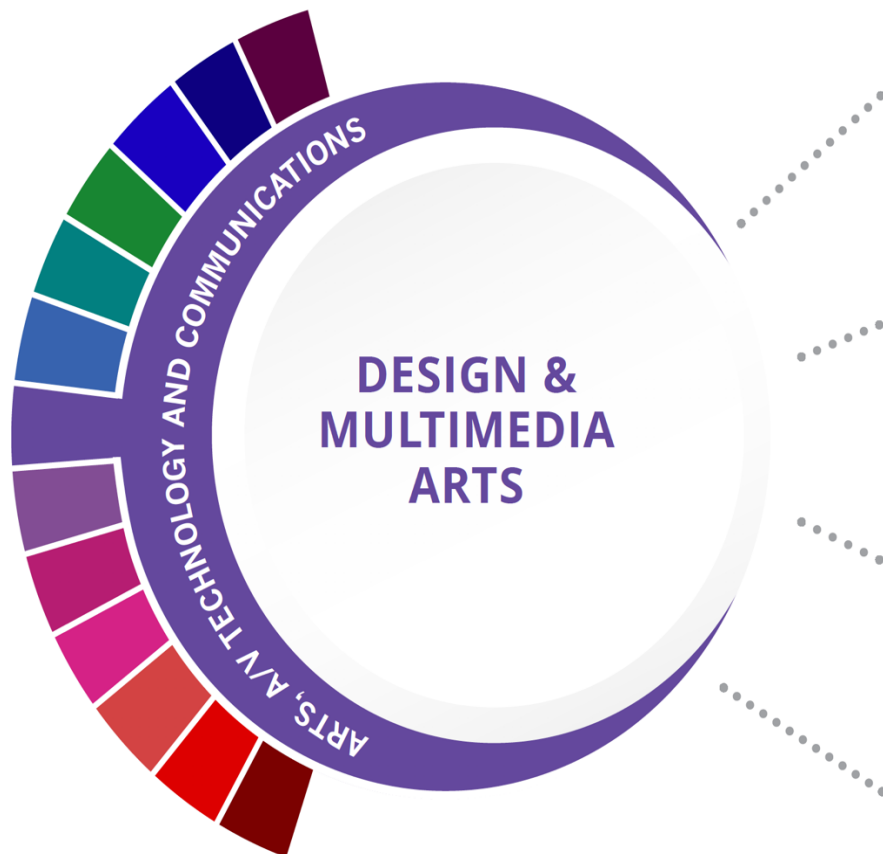 ARTS, A/V TECHNOLOGY AND COMMUNICATIONS
DESIGN &
MULTIMEDIA
ARTS